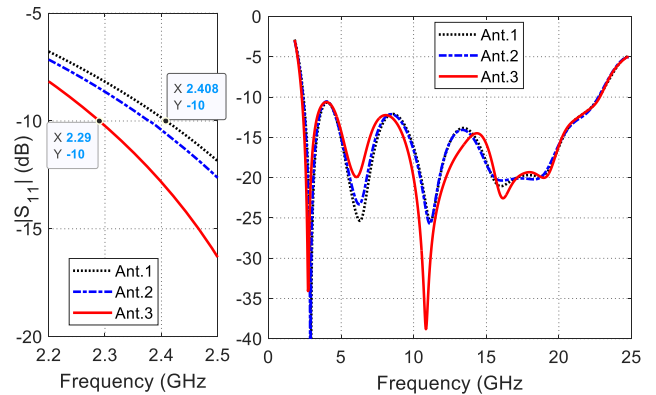 -5
-10
-15
-20
|S11| (dB)
X 2.408
Y -10
X 2.29
Y -10
Ant.1
Ant.2
Ant.3
2.2 2.3 2.4 2.5
Frequency (GHz
0
-5
-10
-15
-20
-25
-30
-35
-40
Ant.1
Ant.2
Ant.3
0 5 10 15 20 25
Frequency (GHz